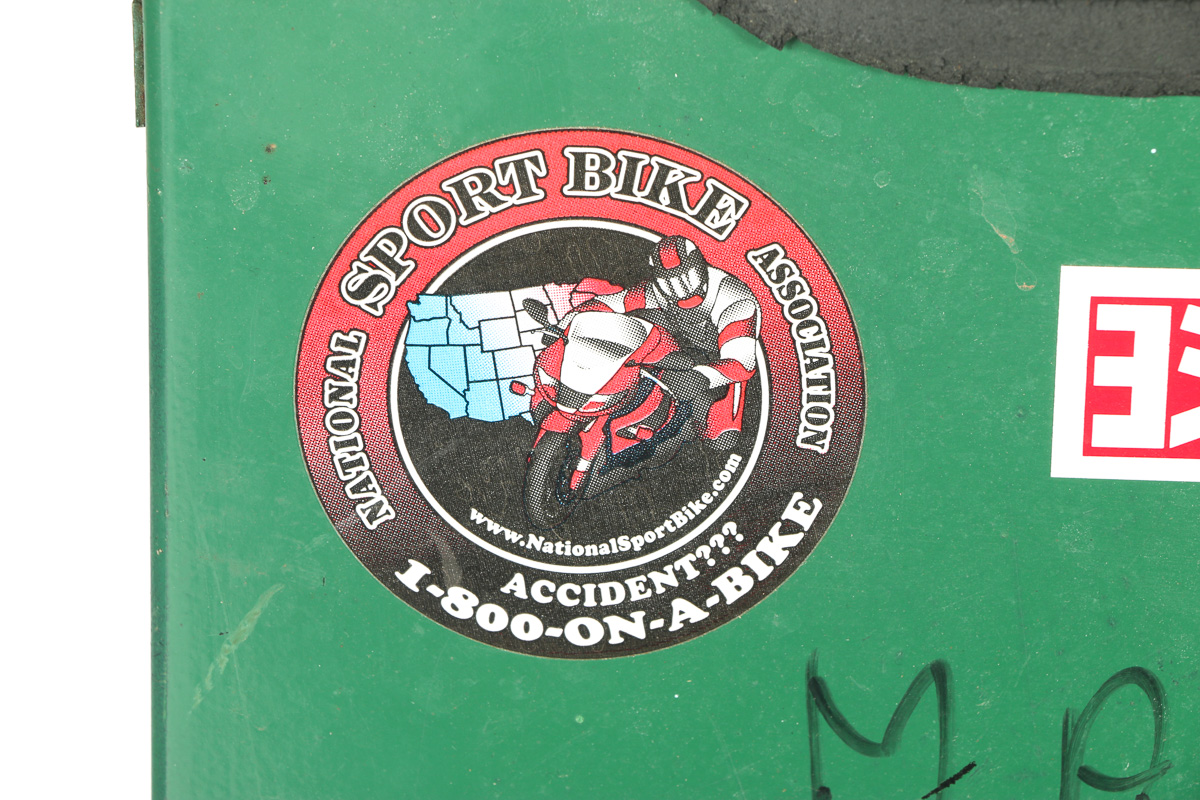 NATIONAL SPORT BIKE ASSOCIATION
www.NationalSportBike.com
ACCIDENT???
1-800-ON-A-BIKE